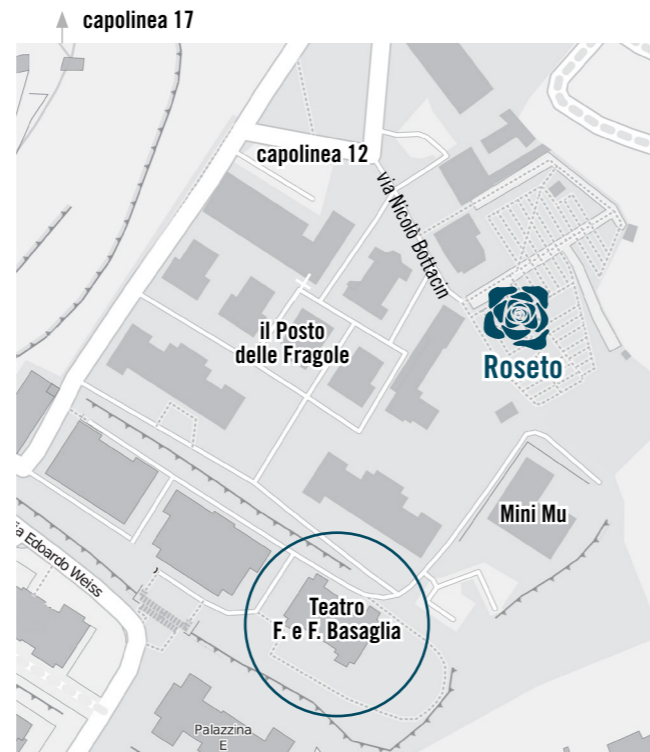 capolinea 17
capolinea 12
via Nicolò Bottacin
il Posto
delle Fragole
Roseto
Mini Mu
ia Edoardo Weiss
Teatro
F. e F. Basaglia
Palazzina
E